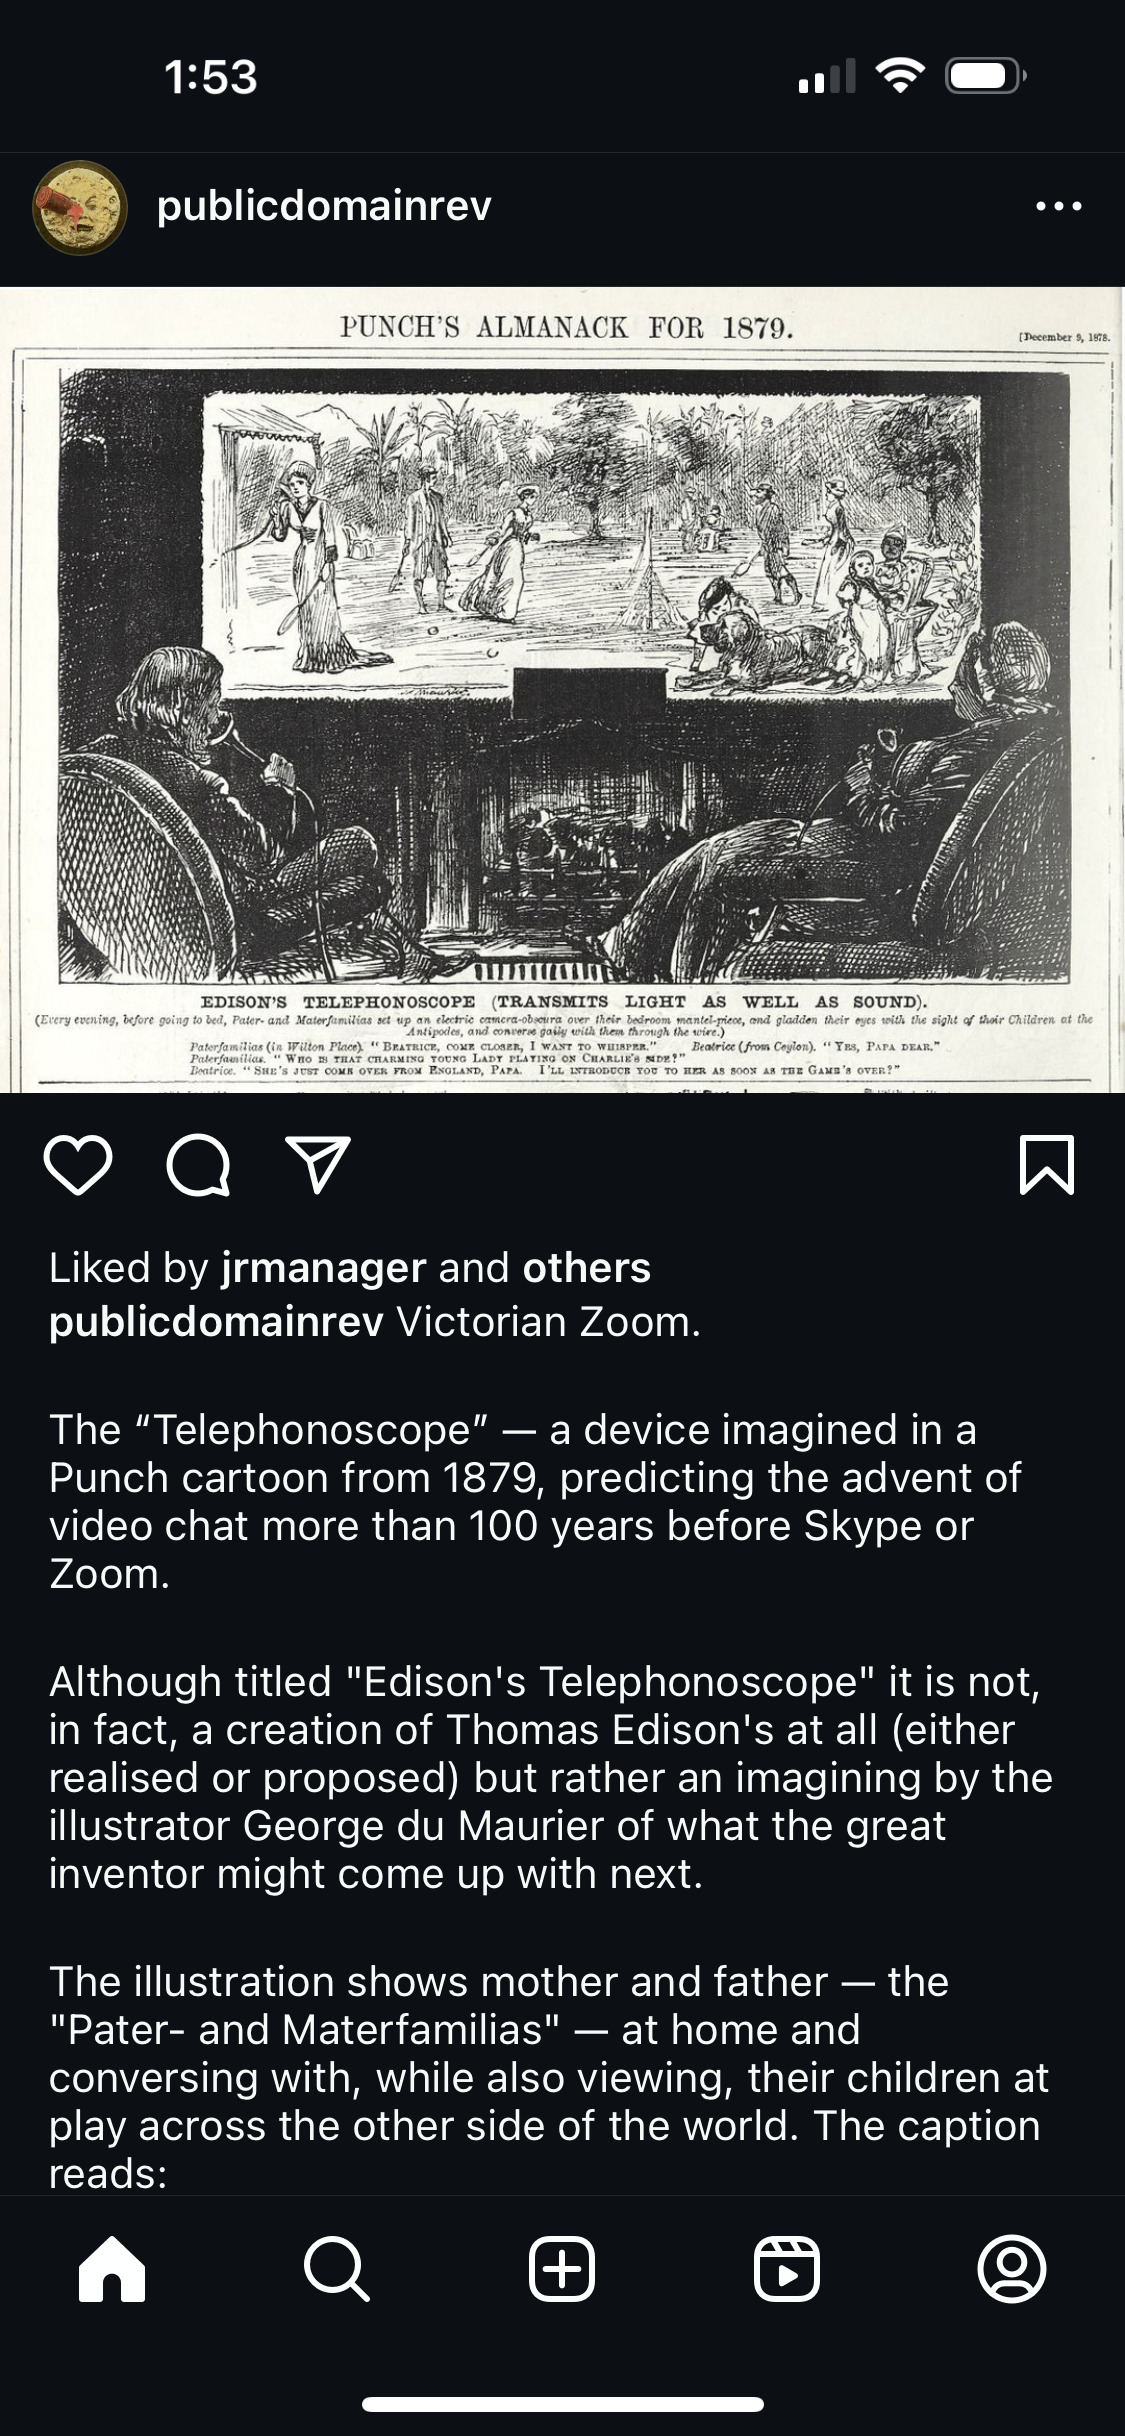 1:53
publicdomainrev
PUNCH'S ALMANACK FOR 1879.
[December 9, 1878.
EDISON'S TELEPHONOSCOPE (TRANSMITS LIGHT AS WELL AS SOUND).
(Every evening, before going to bed, Pater- and Materfamilias set up an electric camera-obscura over their bedroom mantel-piece, and gladden their eyes with the sight of their Children at the
Antipodes, and converse gaily with them through the wire.)
Paterfamilias (in Wilton Place). "BEATRICE, COME CLOSER, I WANT TO WHISPER." Beatrice (from Ceylon). "YES, PAPA DEAR."
Paterfamilias. "WHO IS THAT CHARMING YOUNG LADY PLAYING ON CHARLIE'S SIDE?"
Beatrice. "SHE'S JUST COME OVER FROM ENGLAND, PAPA. I'LL INTRODUCE YOU TO HER AS SOON AS THE GAME'S OVER?"
Liked by jrmanager and others
publicdomainrev Victorian Zoom.
The “Telephonoscope” — a device imagined in a
Punch cartoon from 1879, predicting the advent of
video chat more than 100 years before Skype or
Zoom.
Although titled "Edison's Telephonoscope" it is not,
in fact, a creation of Thomas Edison's at all (either
realised or proposed) but rather an imagining by the
illustrator George du Maurier of what the great
inventor might come up with next.
The illustration shows mother and father — the
"Pater- and Materfamilias" — at home and
conversing with, while also viewing, their children at
play across the other side of the world. The caption
reads: